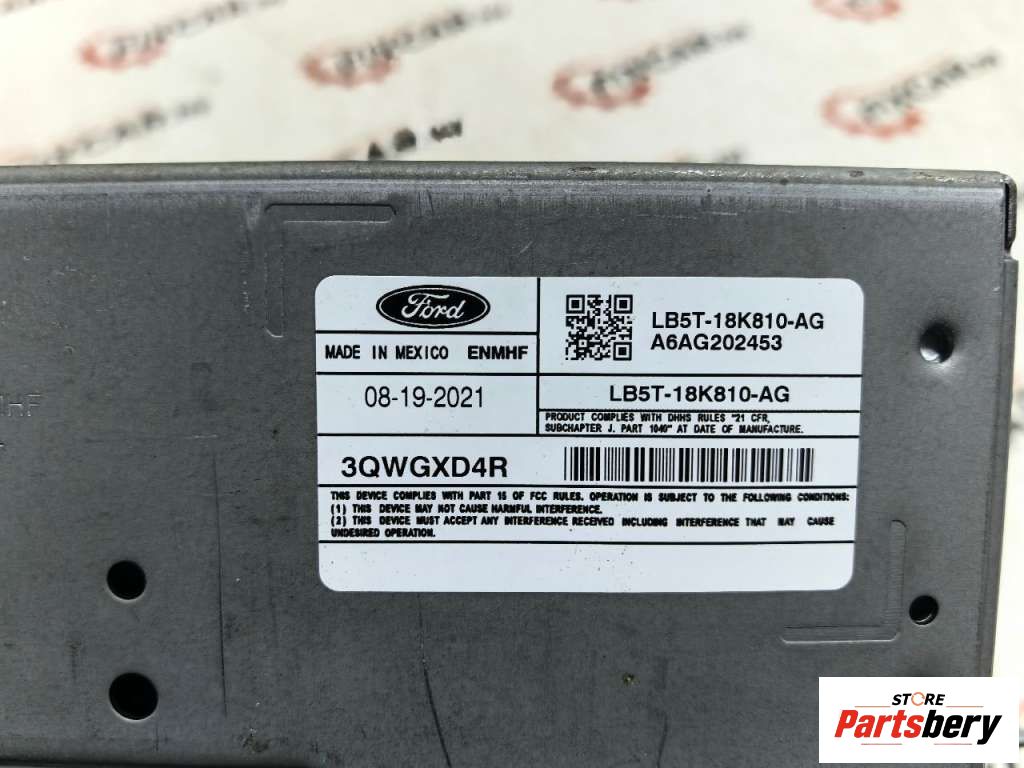 Ford
MADE IN MEXICO ENMHF
08-19-2021
LB5T-18K810-AG
A6AG202453
LB5T-18K810-AG
PRODUCT COMPLIES WITH DHHS RULES "21 CFR,
SUBCHAPTER J. PART 1040" AT DATE OF MANUFACTURE.
3QWGXD4R
THIS DEVICE COMPLIES WITH PART 15 OF FCC RULES. OPERATION IS SUBJECT TO THE FOLLOWING CONDITIONS:
(1) THIS DEVICE MAY NOT CAUSE HARMFUL INTERFERENCE.
(2) THIS DEVICE MUST ACCEPT ANY INTERFERENCE RECEIVED INCLUDING INTERFERENCE THAT MAY CAUSE
UNDESIRED OPERATION.
STORE
Partsbery